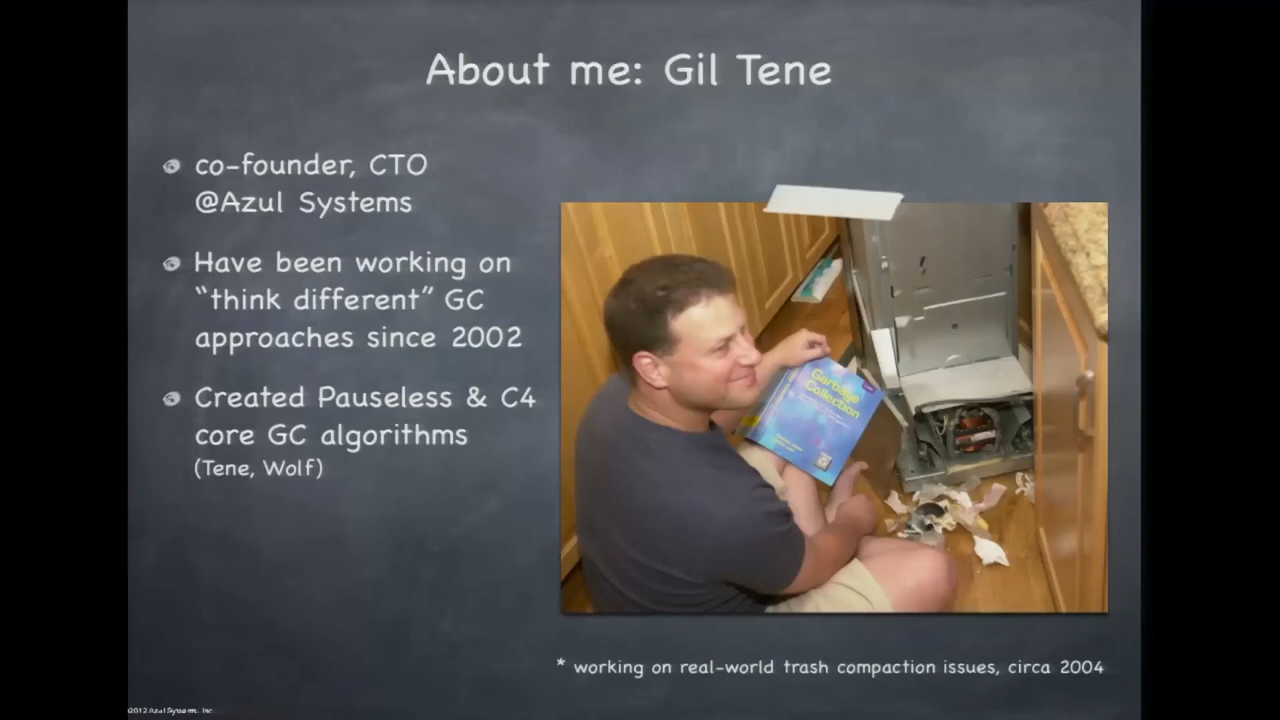 About me: Gil Tene
co-founder, CTO
@Azul Systems
Have been working on
“think different” GC
approaches since 2002
Created Pauseless & C4
core GC algorithms
(Tene, Wolf)
Garbage
Collection
* working on real-world trash compaction issues, circa 2004
©2012 Azul Systems, Inc.